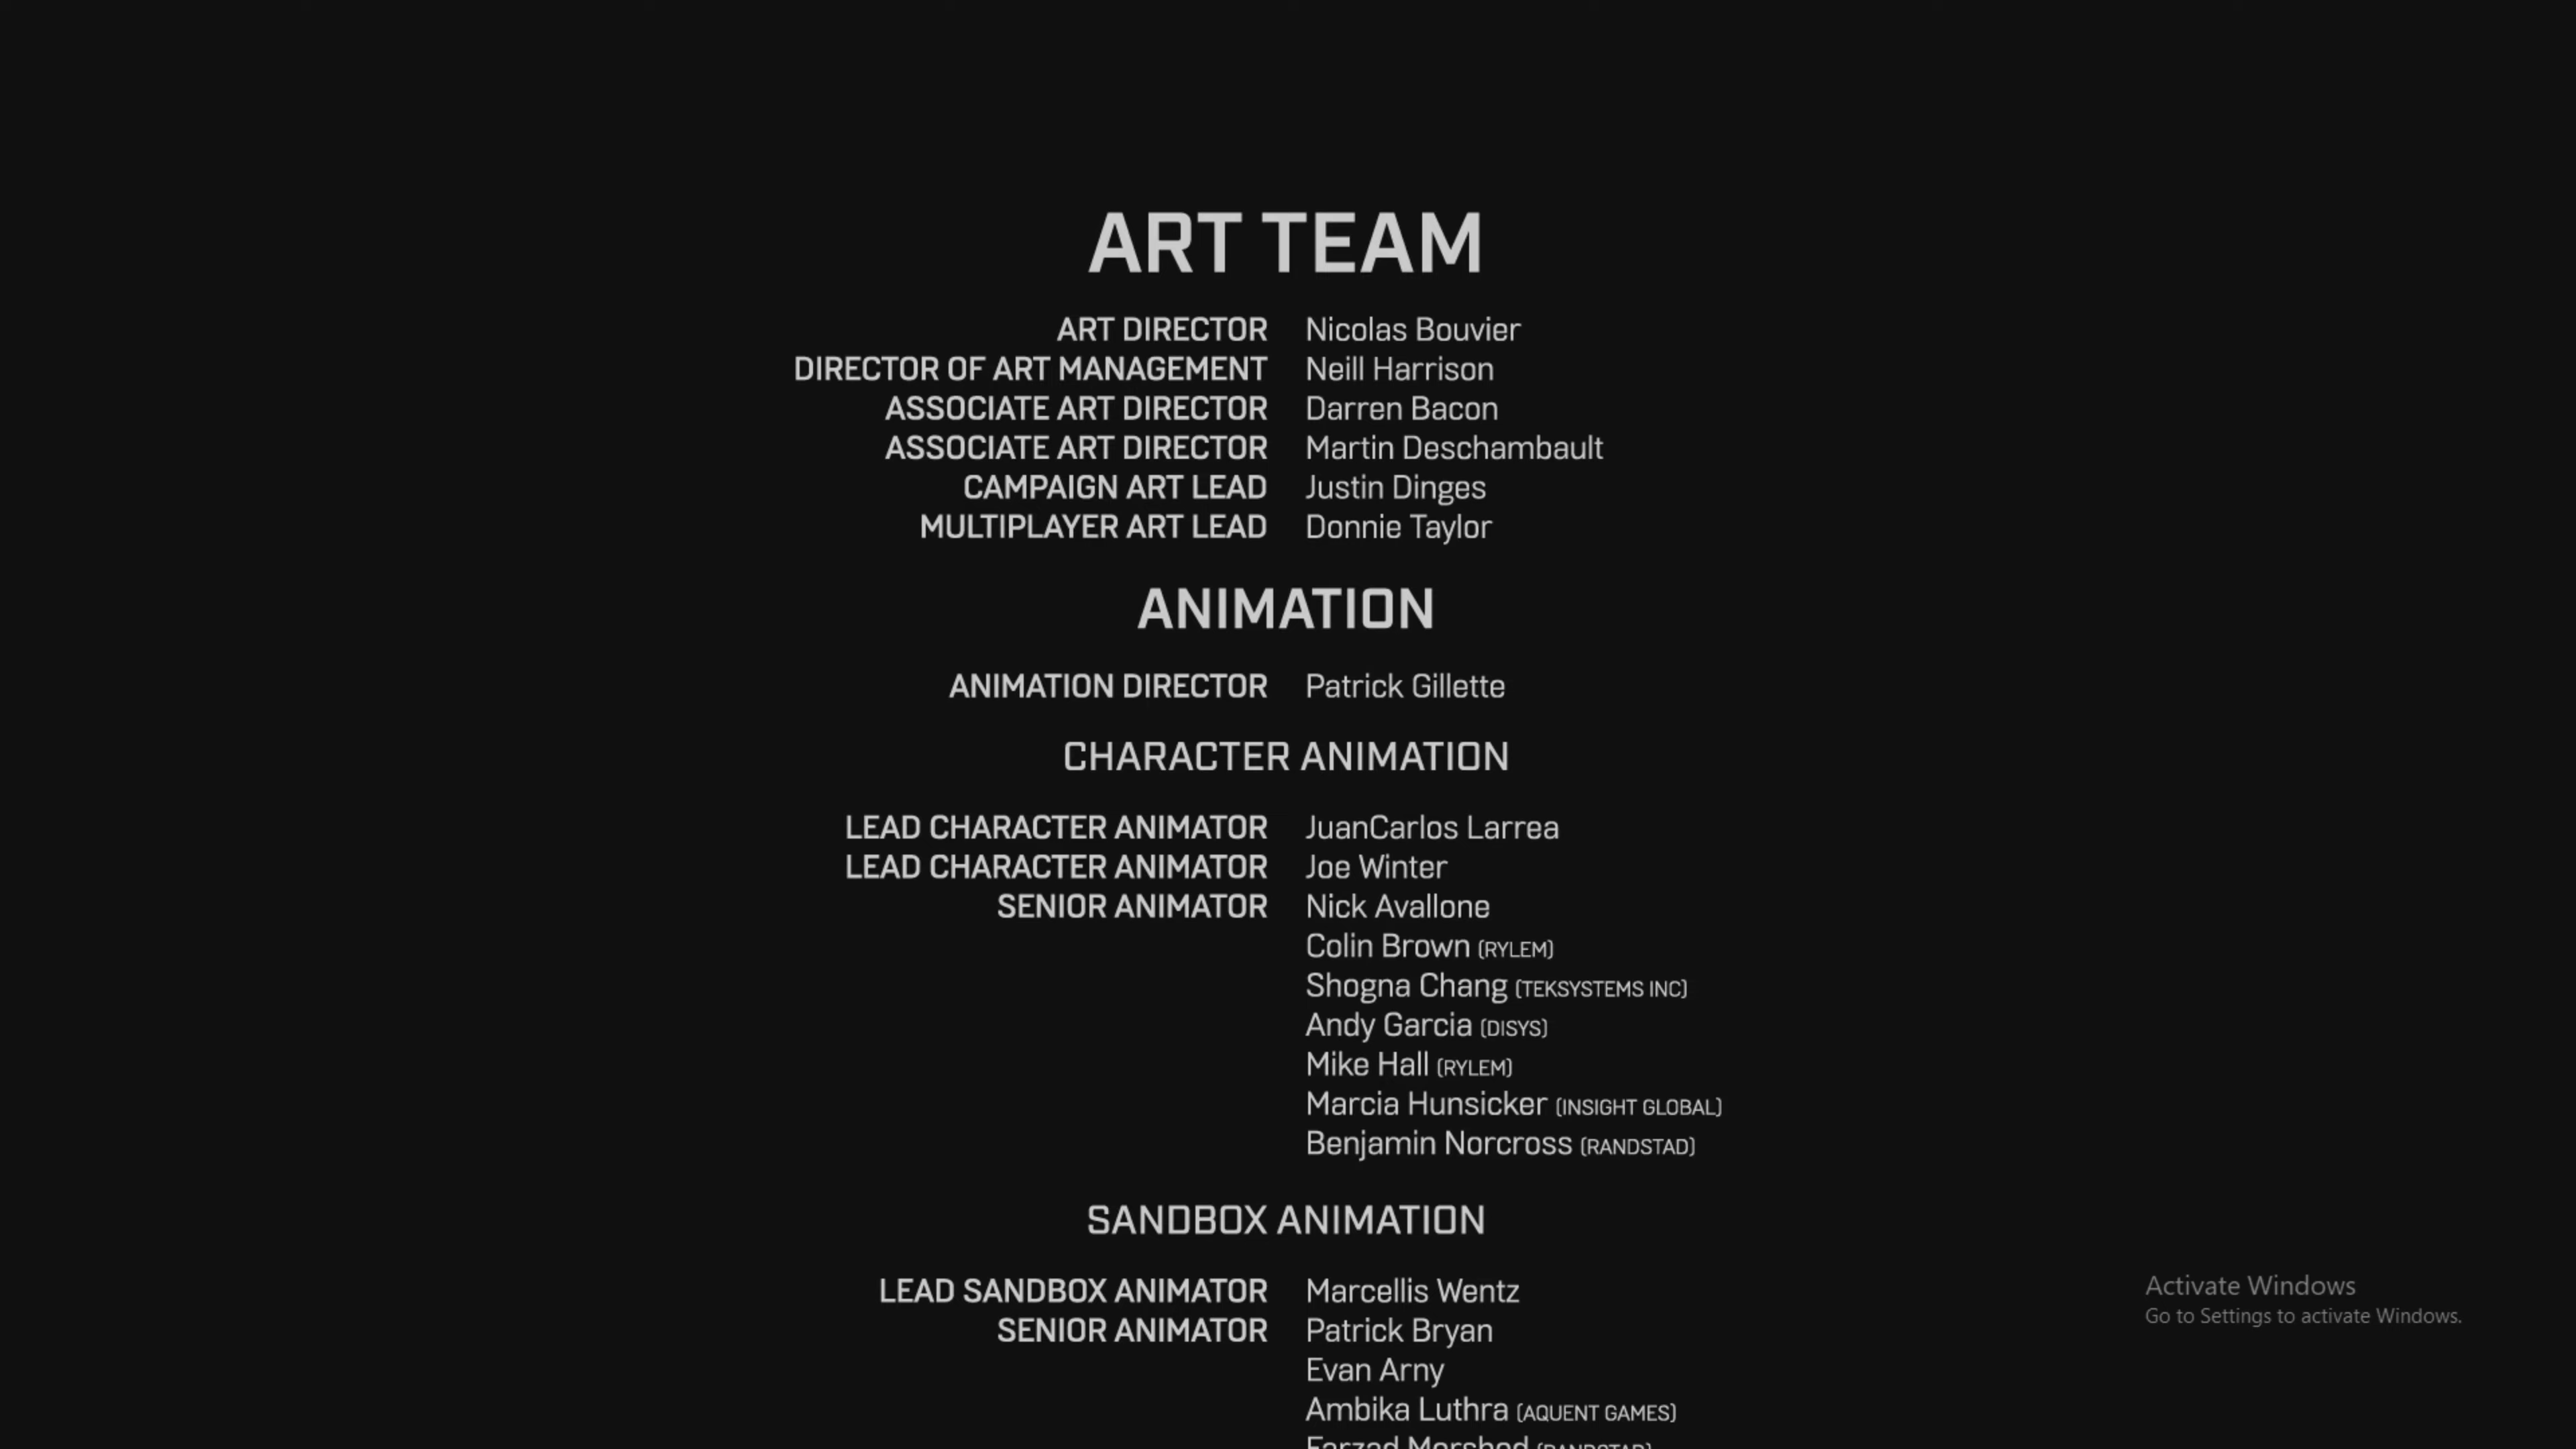 ART TEAM
ART DIRECTOR Nicolas Bouvier
DIRECTOR OF ART MANAGEMENT Neill Harrison
ASSOCIATE ART DIRECTOR Darren Bacon
ASSOCIATE ART DIRECTOR Martin Deschambault
CAMPAIGN ART LEAD Justin Dinges
MULTIPLAYER ART LEAD Donnie Taylor
ANIMATION
ANIMATION DIRECTOR Patrick Gillette
CHARACTER ANIMATION
LEAD CHARACTER ANIMATOR JuanCarlos Larrea
LEAD CHARACTER ANIMATOR Joe Winter
SENIOR ANIMATOR Nick Avallone
Colin Brown (RYLEM)
Shogna Chang (TEKSYSTEMS INC)
Andy Garcia (DISYS)
Mike Hall (RYLEM)
Marcia Hunsicker (INSIGHT GLOBAL)
Benjamin Norcross (RANDSTAD)
SANDBOX ANIMATION
LEAD SANDBOX ANIMATOR Marcellis Wentz
SENIOR ANIMATOR Patrick Bryan
Evan Arny
Ambika Luthra (AQUENT GAMES)
Farzad Morshed (RANDSTAD)
Activate Windows
Go to Settings to activate Windows.